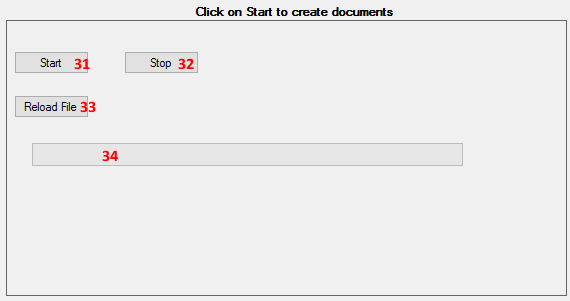 Click on Start to create documents
Start 31 Stop 32
Reload File 33
34